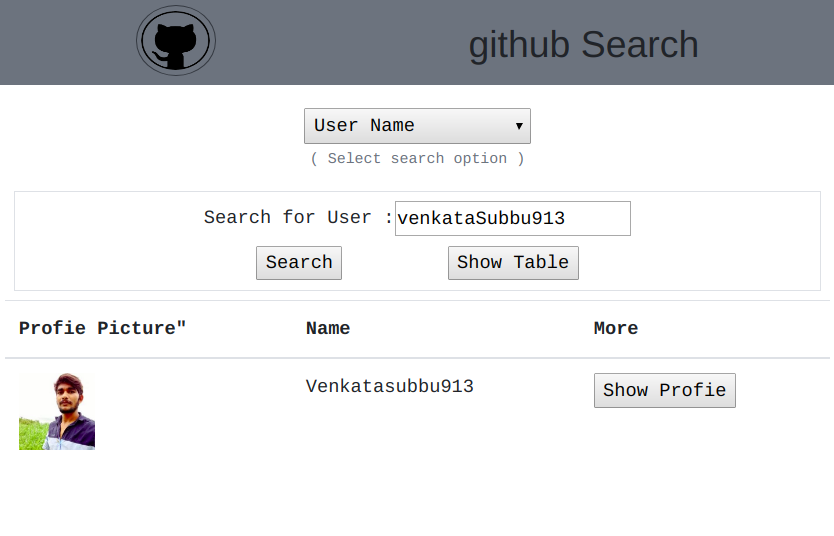 github Search
User Name
( Select search option )
Search for User : venkataSubbu913
Search Show Table
Profie Picture" Name More
Venkatasubbu913 Show Profie